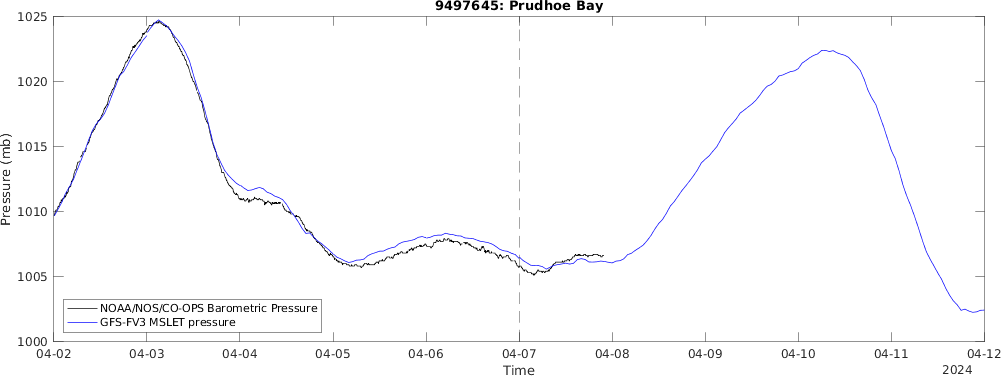 9497645: Prudhoe Bay
1025
1020
1015
1010
1005
1000
Pressure (mb)
NOAA/NOS/CO-OPS Barometric Pressure
GFS-FV3 MSLET pressure
04-02 04-03 04-04 04-05 04-06 04-07 04-08 04-09 04-10 04-11 04-12
Time
2024